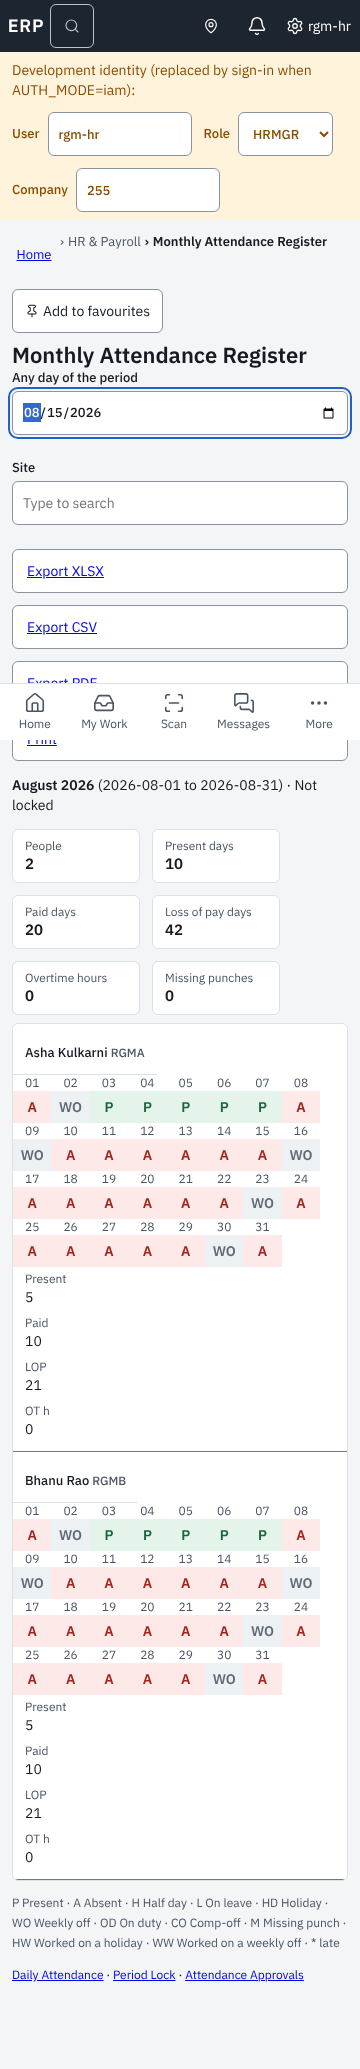 ERP rgm-hr
Development identity (replaced by sign-in when
AUTH_MODE=iam):
User rgm-hr Role HRMGR
Company 255
Home › HR & Payroll › Monthly Attendance Register
Add to favourites
Monthly Attendance Register
Any day of the period
08/15/2026
Site
Type to search
Export XLSX
Export CSV
Export PDF
Home My Work Scan Messages More
Print
August 2026 (2026-08-01 to 2026-08-31) · Not
locked
People Present days
2 10
Paid days Loss of pay days
20 42
Overtime hours Missing punches
0 0
Asha Kulkarni RGMA
01 02 03 04 05 06 07 08
A WO P P P P P A
09 10 11 12 13 14 15 16
WO A A A A A A WO
17 18 19 20 21 22 23 24
A A A A A A WO A
25 26 27 28 29 30 31
A A A A A WO A
Present
5
Paid
10
LOP
21
OT h
0
Bhanu Rao RGMB
01 02 03 04 05 06 07 08
A WO P P P P P A
09 10 11 12 13 14 15 16
WO A A A A A A WO
17 18 19 20 21 22 23 24
A A A A A A WO A
25 26 27 28 29 30 31
A A A A A WO A
Present
5
Paid
10
LOP
21
OT h
0
P Present · A Absent · H Half day · L On leave · HD Holiday ·
WO Weekly off · OD On duty · CO Comp-off · M Missing punch ·
HW Worked on a holiday · WW Worked on a weekly off · * late
Daily Attendance · Period Lock · Attendance Approvals